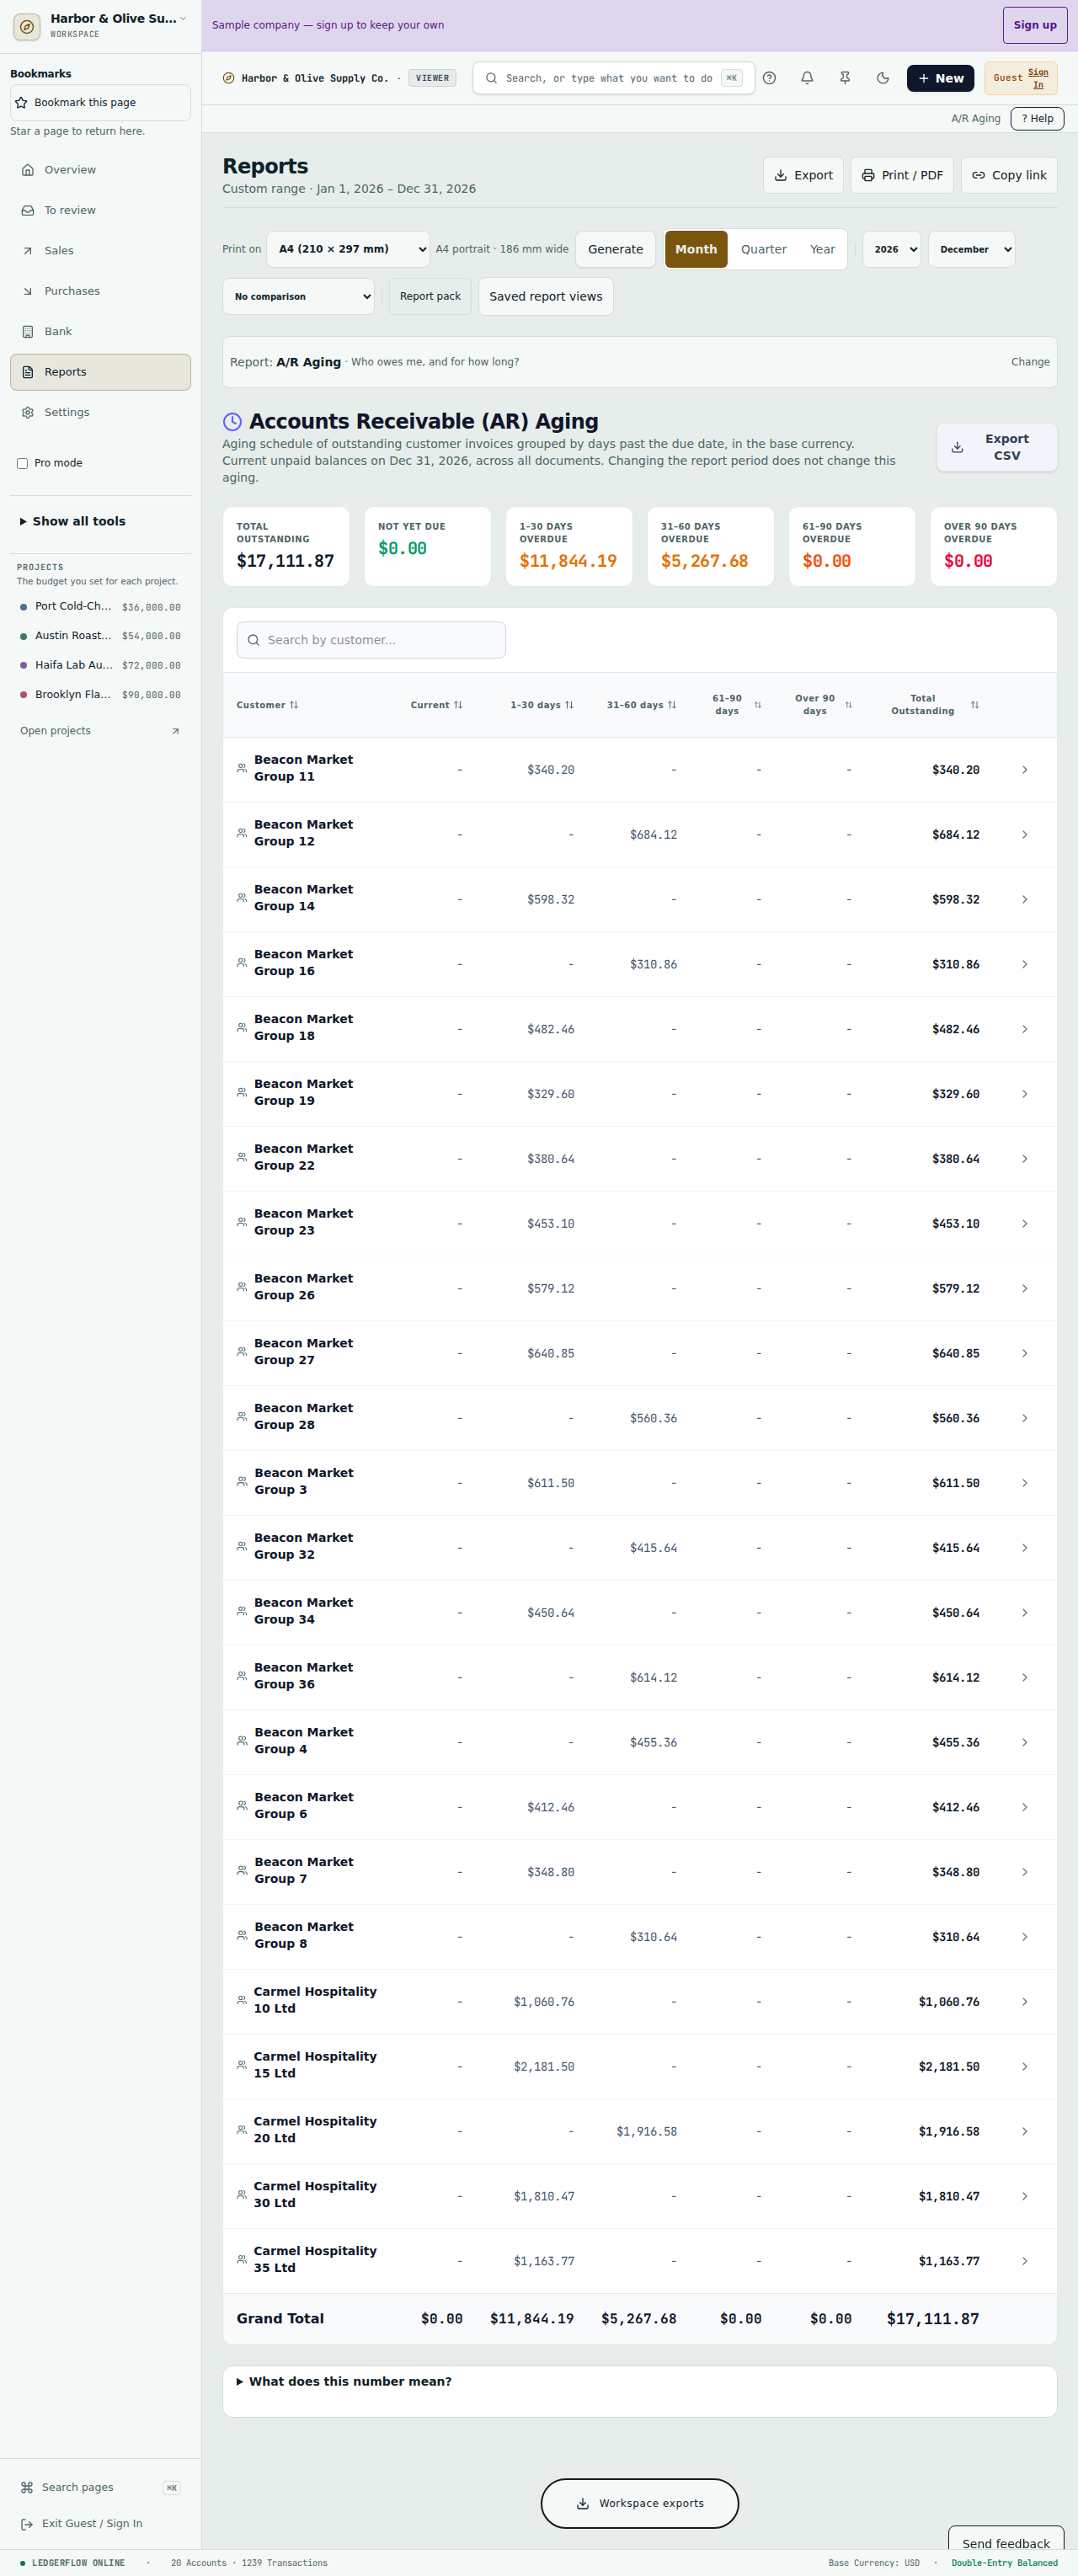 Harbor & Olive Su...
WORKSPACE
Bookmarks
Bookmark this page
Star a page to return here.
Overview
To review
Sales
Purchases
Bank
Reports
Settings
Pro mode
Show all tools
PROJECTS
The budget you set for each project.
Port Cold-Ch... $36,000.00
Austin Roast... $54,000.00
Haifa Lab Au... $72,000.00
Brooklyn Fla... $90,000.00
Open projects
Search pages ⌘K
Exit Guest / Sign In
Sample company — sign up to keep your own
Sign up
Harbor & Olive Supply Co. · VIEWER
Search, or type what you want to do ⌘K
+ New
Guest Sign In
A/R Aging
? Help
Reports
Custom range · Jan 1, 2026 – Dec 31, 2026
Export
Print / PDF
Copy link
Print on A4 (210 × 297 mm) A4 portrait · 186 mm wide Generate Month Quarter Year 2026 December
No comparison Report pack Saved report views
Report: A/R Aging · Who owes me, and for how long? Change
Accounts Receivable (AR) Aging
Aging schedule of outstanding customer invoices grouped by days past the due date, in the base currency.
Current unpaid balances on Dec 31, 2026, across all documents. Changing the report period does not change this
aging.
Export CSV
TOTAL OUTSTANDING $17,111.87
NOT YET DUE $0.00
1–30 DAYS OVERDUE $11,844.19
31–60 DAYS OVERDUE $5,267.68
61–90 DAYS OVERDUE $0.00
OVER 90 DAYS OVERDUE $0.00
Search by customer...
Customer Current 1–30 days 31–60 days 61–90 days Over 90 days Total Outstanding
Beacon Market Group 11 - $340.20 - - - $340.20
Beacon Market Group 12 - - $684.12 - - $684.12
Beacon Market Group 14 - $598.32 - - - $598.32
Beacon Market Group 16 - - $310.86 - - $310.86
Beacon Market Group 18 - $482.46 - - - $482.46
Beacon Market Group 19 - $329.60 - - - $329.60
Beacon Market Group 22 - $380.64 - - - $380.64
Beacon Market Group 23 - $453.10 - - - $453.10
Beacon Market Group 26 - $579.12 - - - $579.12
Beacon Market Group 27 - $640.85 - - - $640.85
Beacon Market Group 28 - - $560.36 - - $560.36
Beacon Market Group 3 - $611.50 - - - $611.50
Beacon Market Group 32 - - $415.64 - - $415.64
Beacon Market Group 34 - $450.64 - - - $450.64
Beacon Market Group 36 - - $614.12 - - $614.12
Beacon Market Group 4 - - $455.36 - - $455.36
Beacon Market Group 6 - $412.46 - - - $412.46
Beacon Market Group 7 - $348.80 - - - $348.80
Beacon Market Group 8 - - $310.64 - - $310.64
Carmel Hospitality 10 Ltd - $1,060.76 - - - $1,060.76
Carmel Hospitality 15 Ltd - $2,181.50 - - - $2,181.50
Carmel Hospitality 20 Ltd - - $1,916.58 - - $1,916.58
Carmel Hospitality 30 Ltd - $1,810.47 - - - $1,810.47
Carmel Hospitality 35 Ltd - $1,163.77 - - - $1,163.77
Grand Total $0.00 $11,844.19 $5,267.68 $0.00 $0.00 $17,111.87
What does this number mean?
Workspace exports
Send feedback
LEDGERFLOW ONLINE · 20 Accounts · 1239 Transactions
Base Currency: USD · Double-Entry Balanced